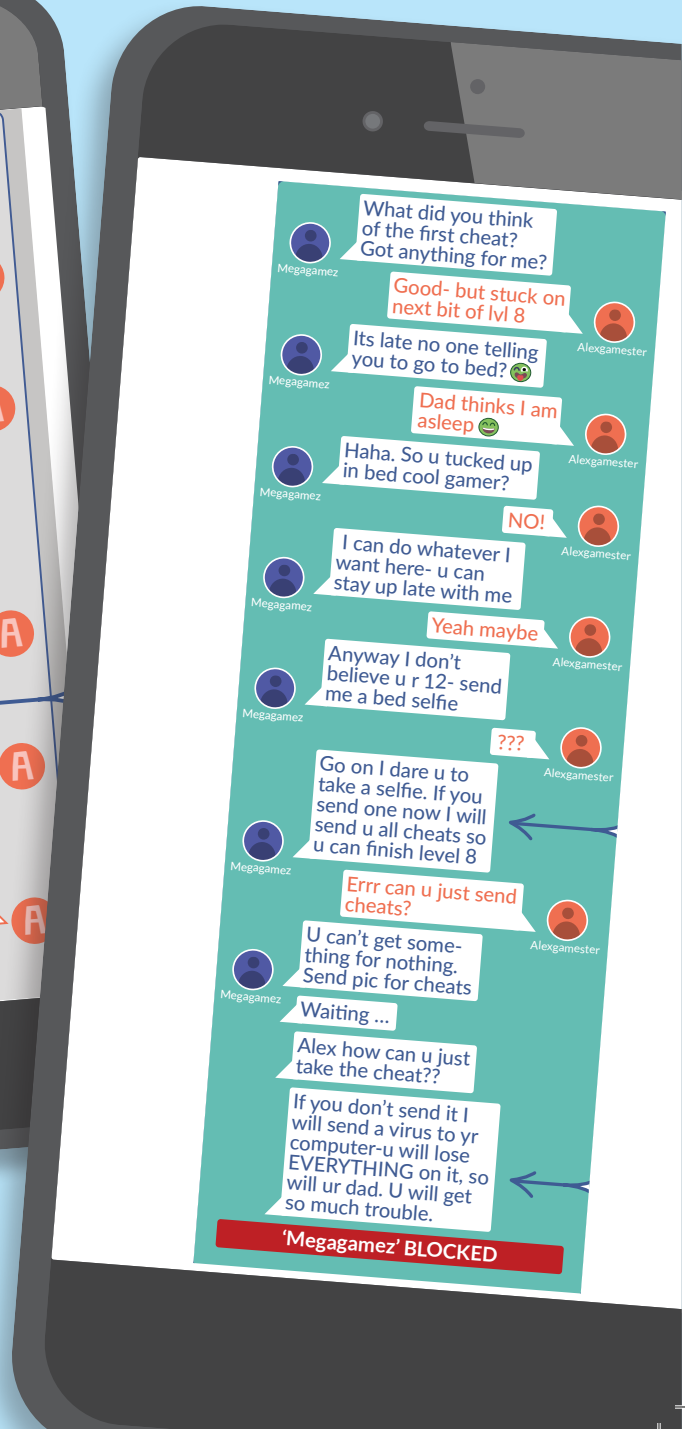 What did you think
of the first cheat?
Got anything for me?
Megagamez
Good- but stuck on
next bit of lvl 8
Alexgamester
Its late no one telling
you to go to bed?
Megagamez
Dad thinks I am
asleep
Alexgamester
Haha. So u tucked up
in bed cool gamer?
Megagamez
NO!
Alexgamester
I can do whatever I
want here- u can
stay up late with me
Megagamez
Yeah maybe
Alexgamester
Anyway I don't
believe u r 12- send
me a bed selfie
Megagamez
???
Alexgamester
Go on I dare u to
take a selfie. If you
send one now I will
send u all cheats so
u can finish level 8
Megagamez
Errr can u just send
cheats?
Alexgamester
U can't get some-
thing for nothing.
Send pic for cheats
Megagamez
Waiting ...
Alex how can u just
take the cheat??
If you don't send it I
will send a virus to yr
computer-u will lose
EVERYTHING on it, so
will ur dad. U will get
so much trouble.
'Megagamez' BLOCKED
A
A
A